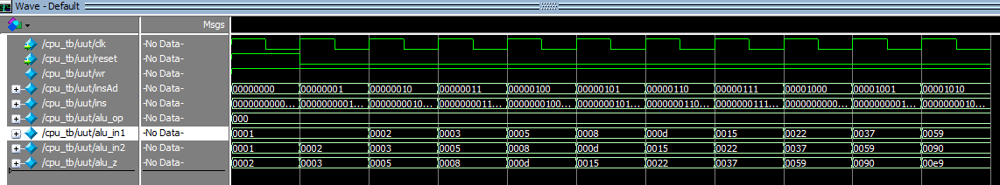 Wave - Default
Msgs
/cpu_tb/uut/clk -No Data-
/cpu_tb/uut/reset -No Data-
/cpu_tb/uut/wr -No Data-
/cpu_tb/uut/insAd -No Data- 00000000 00000001 00000010 00000011 00000100 00000101 00000110 00000111 00001000 00001001 00001010
/cpu_tb/uut/ins -No Data- 0000000000... 0000000001... 0000000010... 0000000011... 000000100... 000000101... 0000000110... 000000111... 0000000000... 0000000001... 0000000010...
/cpu_tb/uut/alu_op -No Data- 000
/cpu_tb/uut/alu_in1 -No Data- 0001 0002 0003 0005 0008 000d 0015 0022 0037 0059
/cpu_tb/uut/alu_in2 -No Data- 0001 0002 0003 0005 0008 000d 0015 0022 0037 0059 0090
/cpu_tb/uut/alu_z -No Data- 0002 0003 0005 0008 000d 0015 0022 0037 0059 0090 00e9